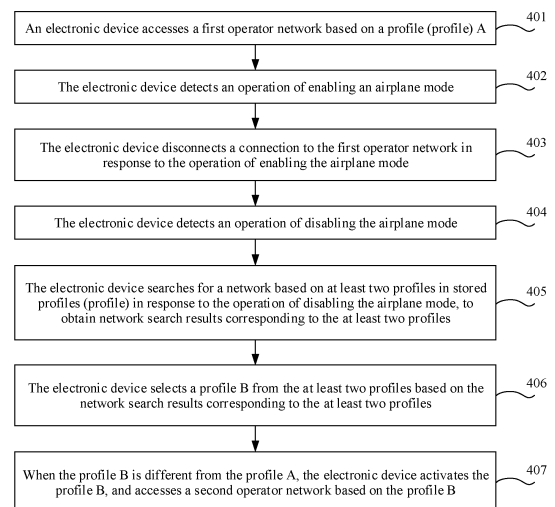 401
An electronic device accesses a first operator network based on a profile (profile) A
402
The electronic device detects an operation of enabling an airplane mode
403
The electronic device disconnects a connection to the first operator network in
response to the operation of enabling the airplane mode
404
The electronic device detects an operation of disabling the airplane mode
The electronic device searches for a network based on at least two profiles in stored
profiles (profile) in response to the operation of disabling the airplane mode, to
obtain network search results corresponding to the at least two profiles
405
The electronic device selects a profile B from the at least two profiles based on the
network search results corresponding to the at least two profiles
406
When the profile B is different from the profile A, the electronic device activates the
profile B, and accesses a second operator network based on the profile B
407